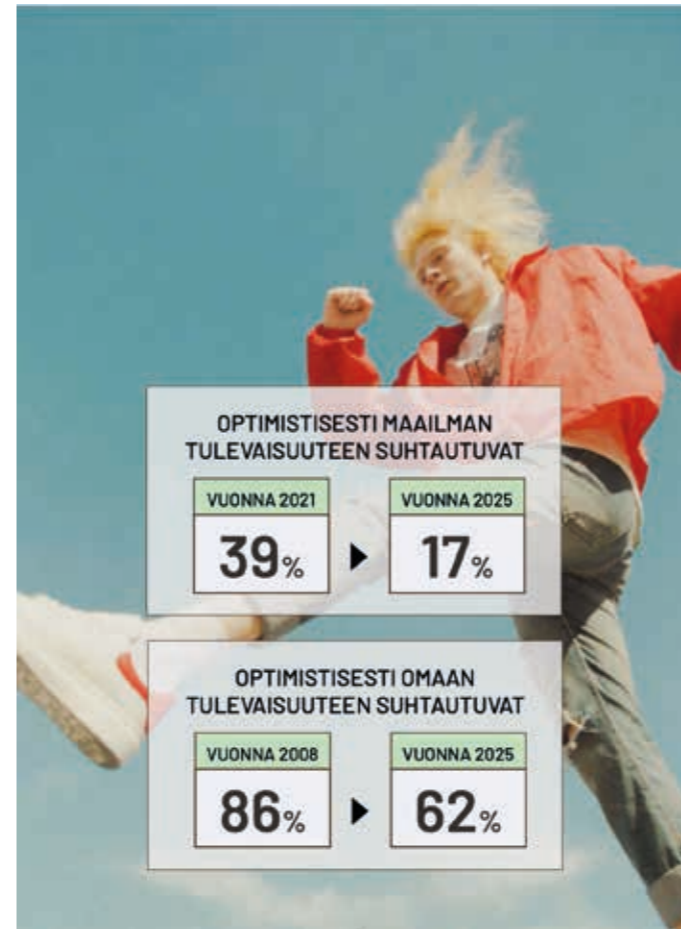 OPTIMISTISESTI MAAILMAN
TULEVAISUUTEEN SUHTAUTUVAT
VUONNA 2021
VUONNA 2025
39%
17%
OPTIMISTISESTI OMAAN
TULEVAISUUTEEN SUHTAUTUVAT
VUONNA 2008
VUONNA 2025
86%
62%